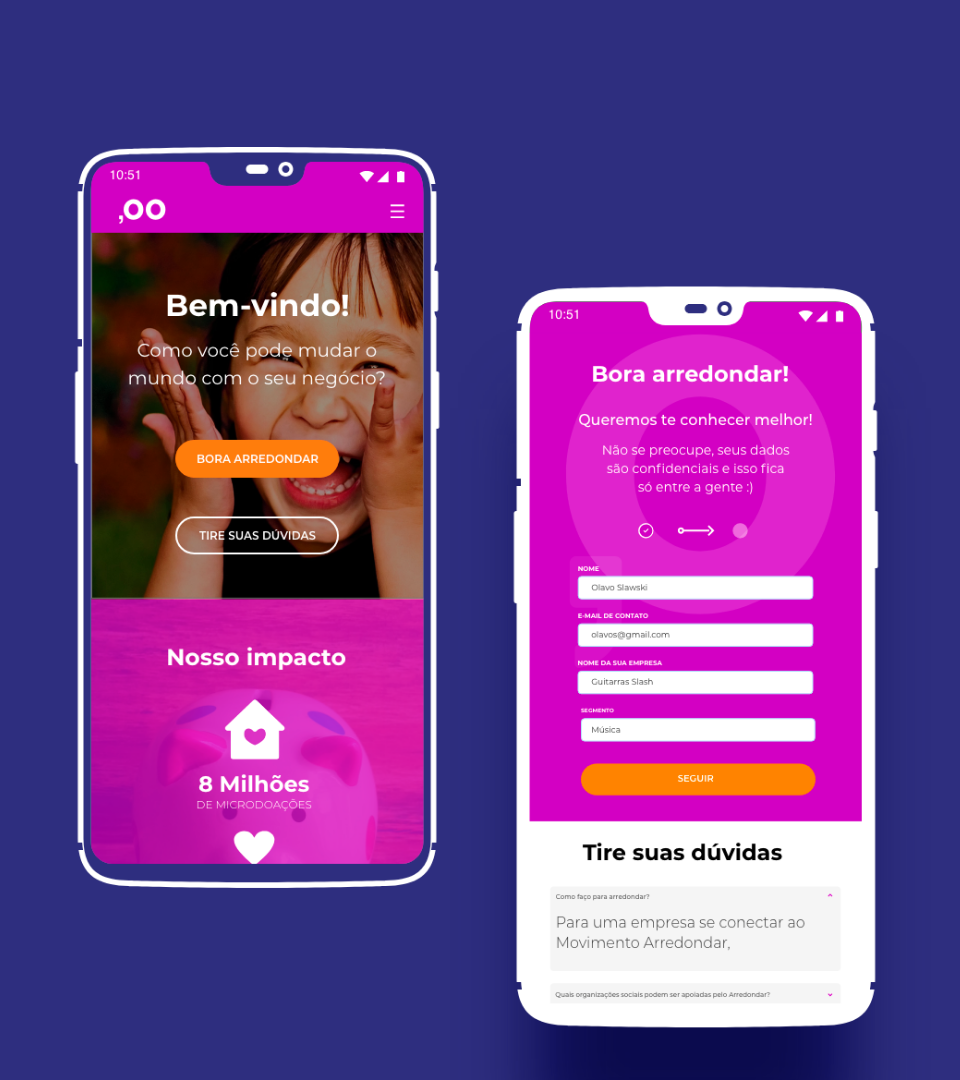 10:51
,00
Bem-vindo!
Como você pode mudar o
mundo com o seu negócio?
BORA ARREDONDAR
TIRE SUAS DÚVIDAS
Nosso impacto
8 Milhões
DE MICRODOAÇÕES
10:51
Bora arredondar!
Queremos te conhecer melhor!
Não se preocupe, seus dados
são confidenciais e isso fica
só entre a gente :)
NOME
Olavo Slawski
E-MAIL DE CONTATO
olavos@gmail.com
NOME DA SUA EMPRESA
Guitarras Slash
SEGMENTO
Música
SEGUIR
Tire suas dúvidas
Como faço para arredondar?
Para uma empresa se conectar ao
Movimento Arredondar,
Quais organizações sociais podem ser apoiadas pelo Arredondar?